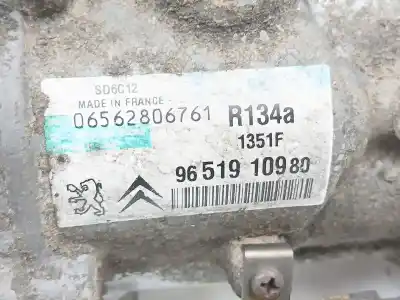 SD6C12
MADE IN FRANCE
06562806761 R134a
1351F
96 519 109 80